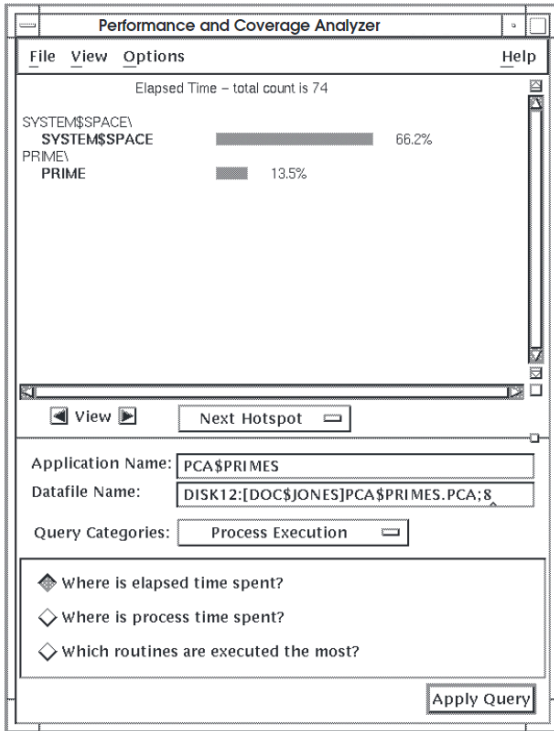 Performance and Coverage Analyzer
File View Options Help
Elapsed Time – total count is 74
SYSTEM$SPACE\
SYSTEM$SPACE 66.2%
PRIME\
PRIME 13.5%
View Next Hotspot
Application Name: PCA$PRIMES
Datafile Name: DISK12:[DOC$JONES]PCA$PRIMES.PCA;8
Query Categories: Process Execution
Where is elapsed time spent?
Where is process time spent?
Which routines are executed the most?
Apply Query